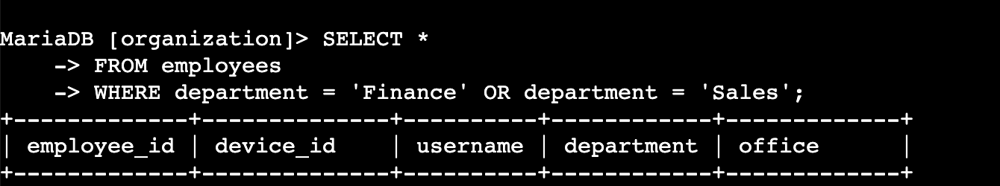 MariaDB [organization]> SELECT *
    -> FROM employees
    -> WHERE department = 'Finance' OR department = 'Sales';
+-------------+--------------+----------+------------+-------------+
| employee_id | device_id    | username | department | office      |
+-------------+--------------+----------+------------+-------------+